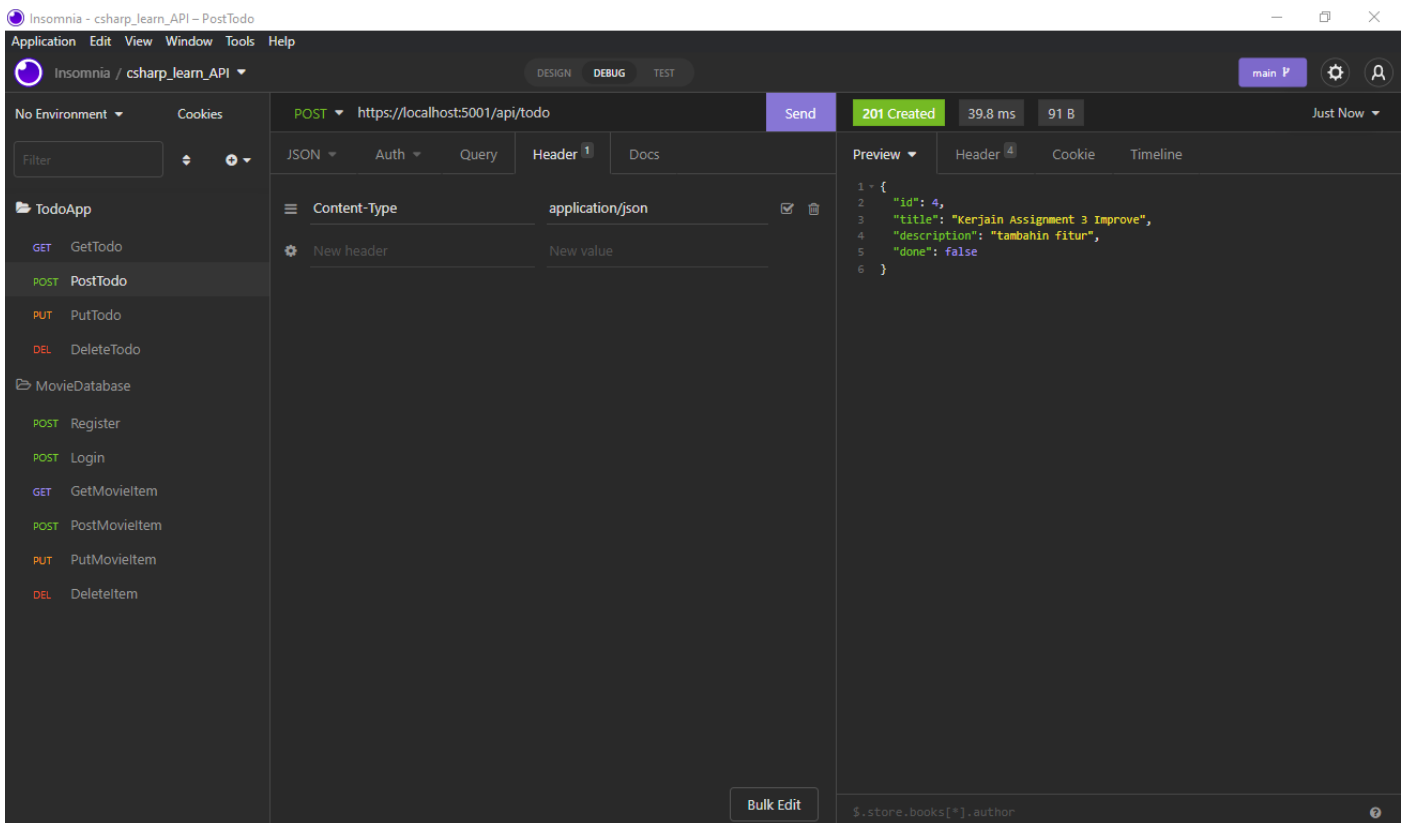 Insomnia - csharp_learn_API – PostTodo
Application Edit View Window Tools Help
Insomnia / csharp_learn_API
DESIGN DEBUG TEST
main
No Environment
Cookies
POST https://localhost:5001/api/todo
Send
201 Created
39.8 ms
91 B
Just Now
Filter
JSON Auth Query Header 1 Docs
Preview Header 4 Cookie Timeline
TodoApp
GET GetTodo
POST PostTodo
PUT PutTodo
DEL DeleteTodo
MovieDatabase
POST Register
POST Login
GET GetMovieItem
POST PostMovieItem
PUT PutMovieItem
DEL DeleteItem
Content-Type application/json
New header New value
Bulk Edit
1 {
2 "id": 4,
3 "title": "Kerjain Assignment 3 Improve",
4 "description": "tambahin fitur",
5 "done": false
6 }
$.store.books[*].author